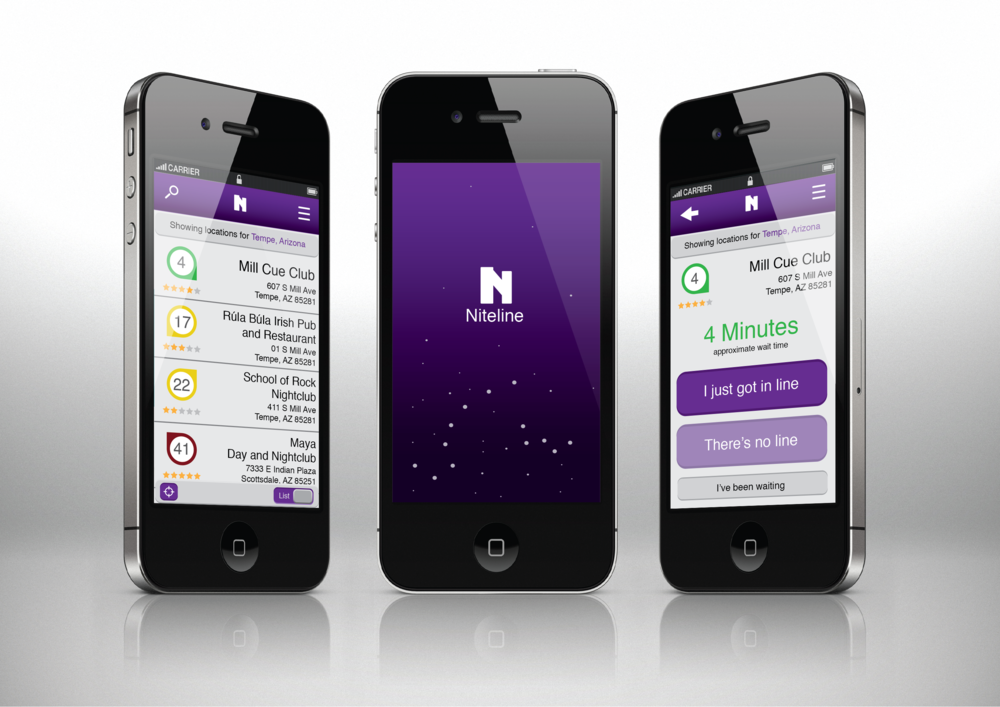 CARRIER
N
Showing locations for Tempe, Arizona
4
Mill Cue Club
607 S Mill Ave
Tempe, AZ 85281
17
Rúla Búla Irish Pub
and Restaurant
01 S Mill Ave
Tempe, AZ 85281
22
School of Rock
Nightclub
411 S Mill Ave
Tempe, AZ 85281
41
Maya
Day and Nightclub
7333 E Indian Plaza
Scottsdale, AZ 85251
List
N
Niteline
CARRIER
N
Showing locations for Tempe, Arizona
4
Mill Cue Club
607 S Mill Ave
Tempe, AZ 85281
4 Minutes
approximate wait time
I just got in line
There's no line
I've been waiting